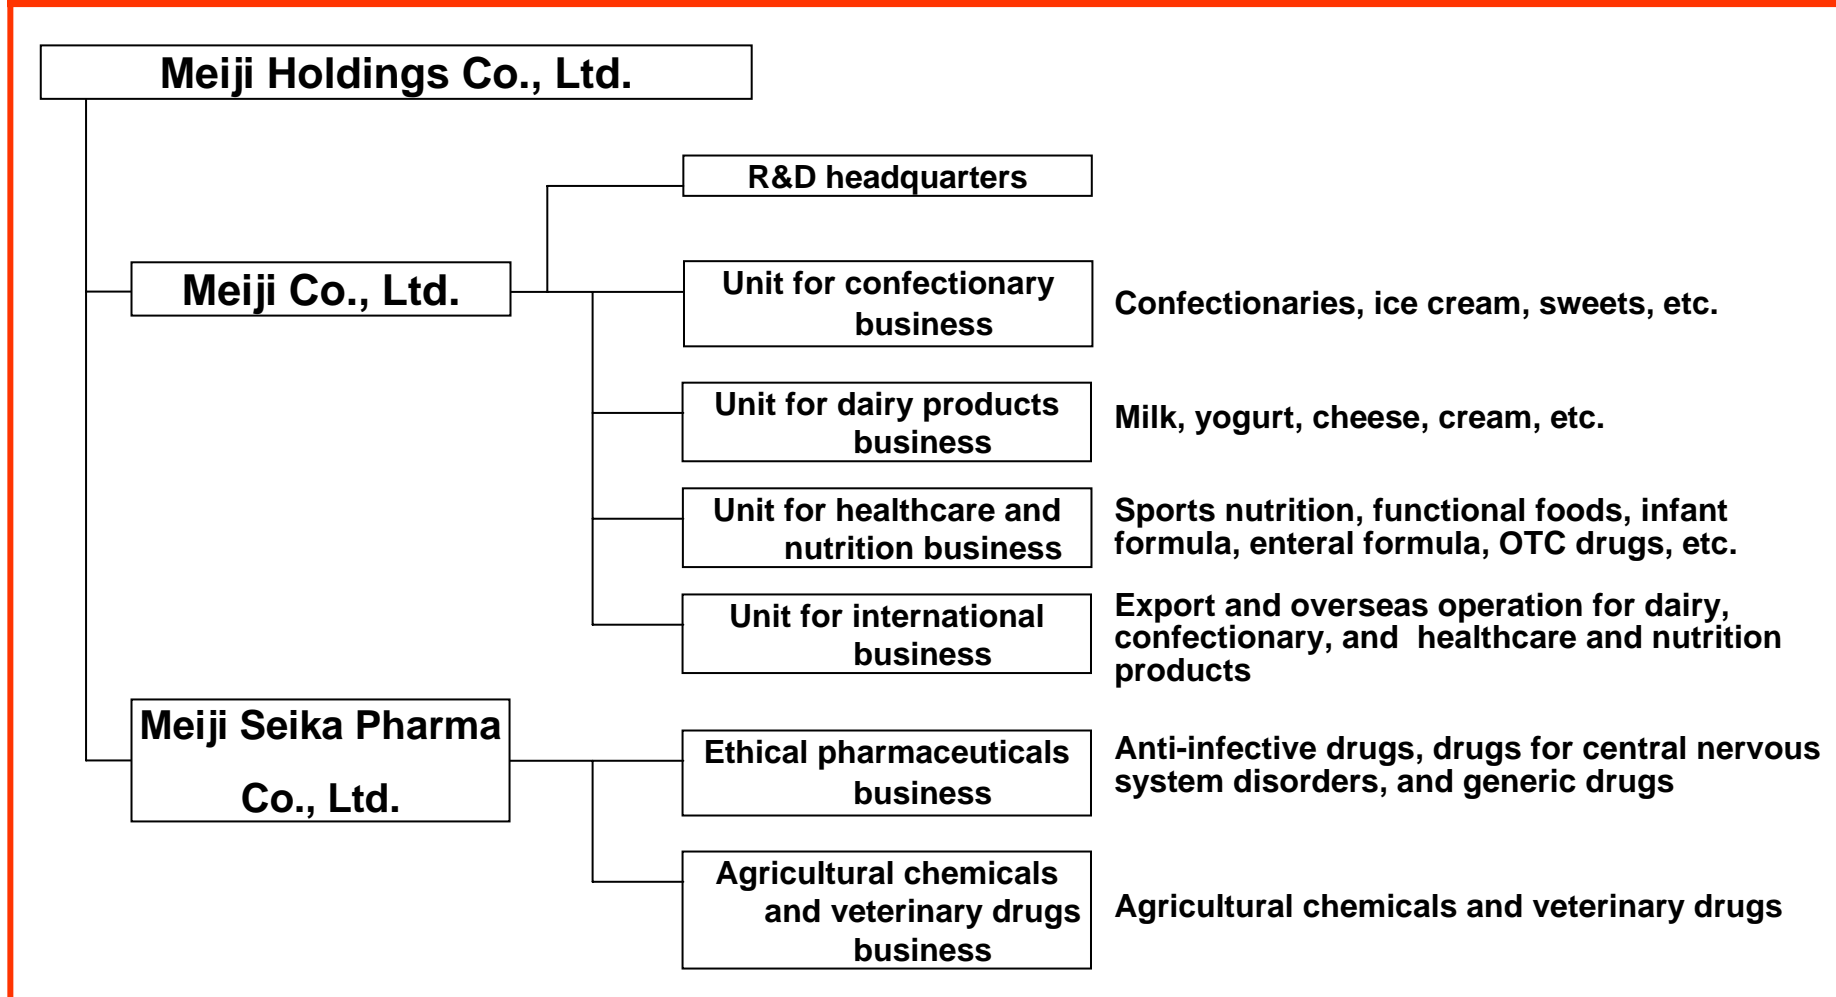 Meiji Holdings Co., Ltd.
R&D headquarters
Meiji Co., Ltd.
Unit for confectionary
business
Confectionaries, ice cream, sweets, etc.
Unit for dairy products
business
Milk, yogurt, cheese, cream, etc.
Unit for healthcare and
nutrition business
Sports nutrition, functional foods, infant
formula, enteral formula, OTC drugs, etc.
Unit for international
business
Export and overseas operation for dairy,
confectionary, and healthcare and nutrition
products
Meiji Seika Pharma
Co., Ltd.
Ethical pharmaceuticals
business
Anti-infective drugs, drugs for central nervous
system disorders, and generic drugs
Agricultural chemicals
and veterinary drugs
business
Agricultural chemicals and veterinary drugs